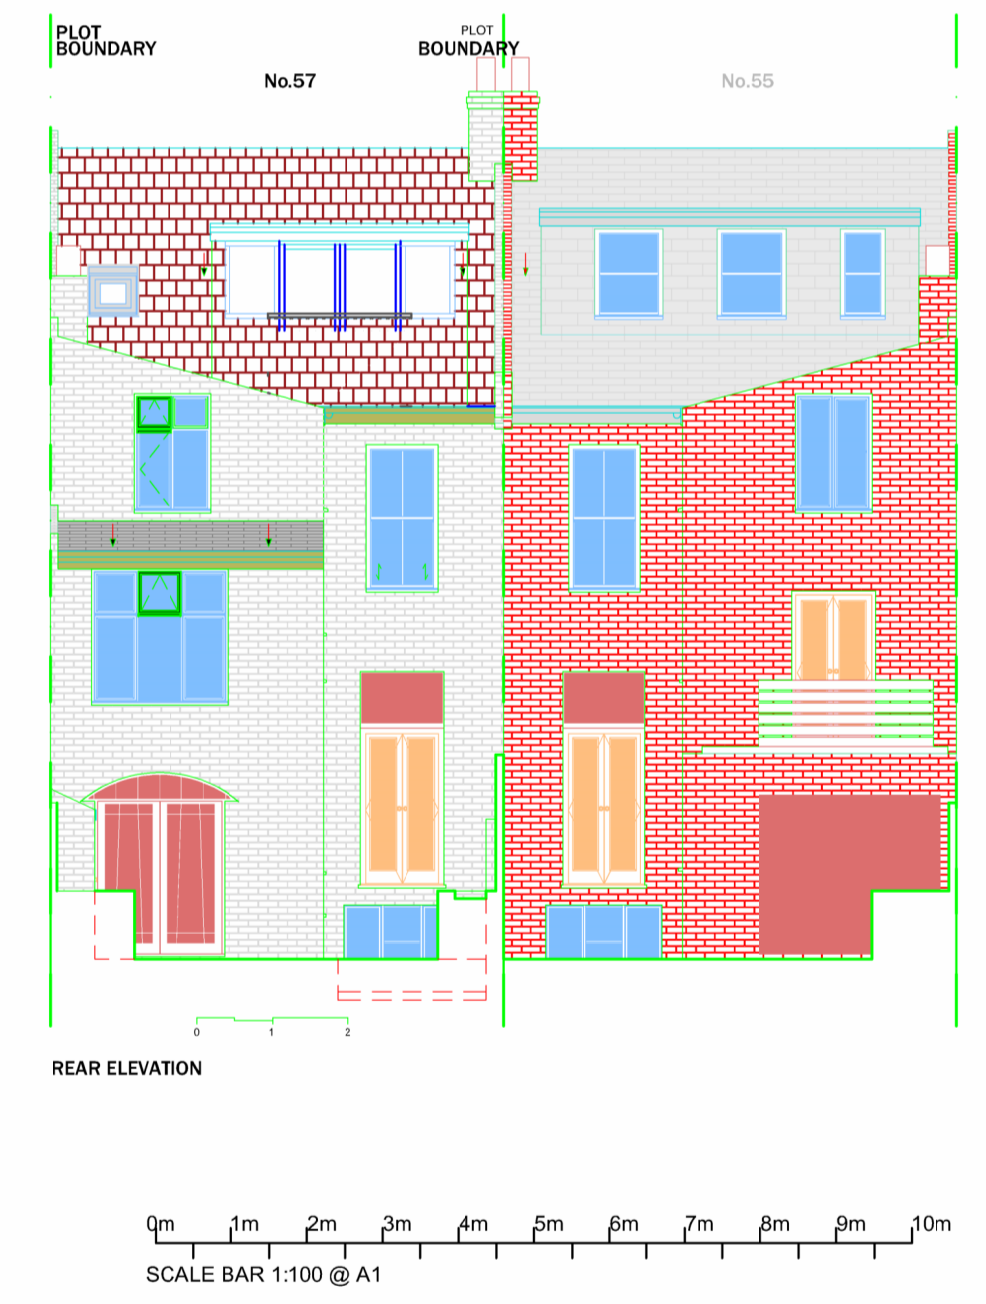 PLOT
BOUNDARY
PLOT
BOUNDARY
No.57
No.55
0
1
2
REAR ELEVATION
0m
1m
2m
3m
4m
5m
6m
7m
8m
9m
10m
SCALE BAR 1:100 @ A1